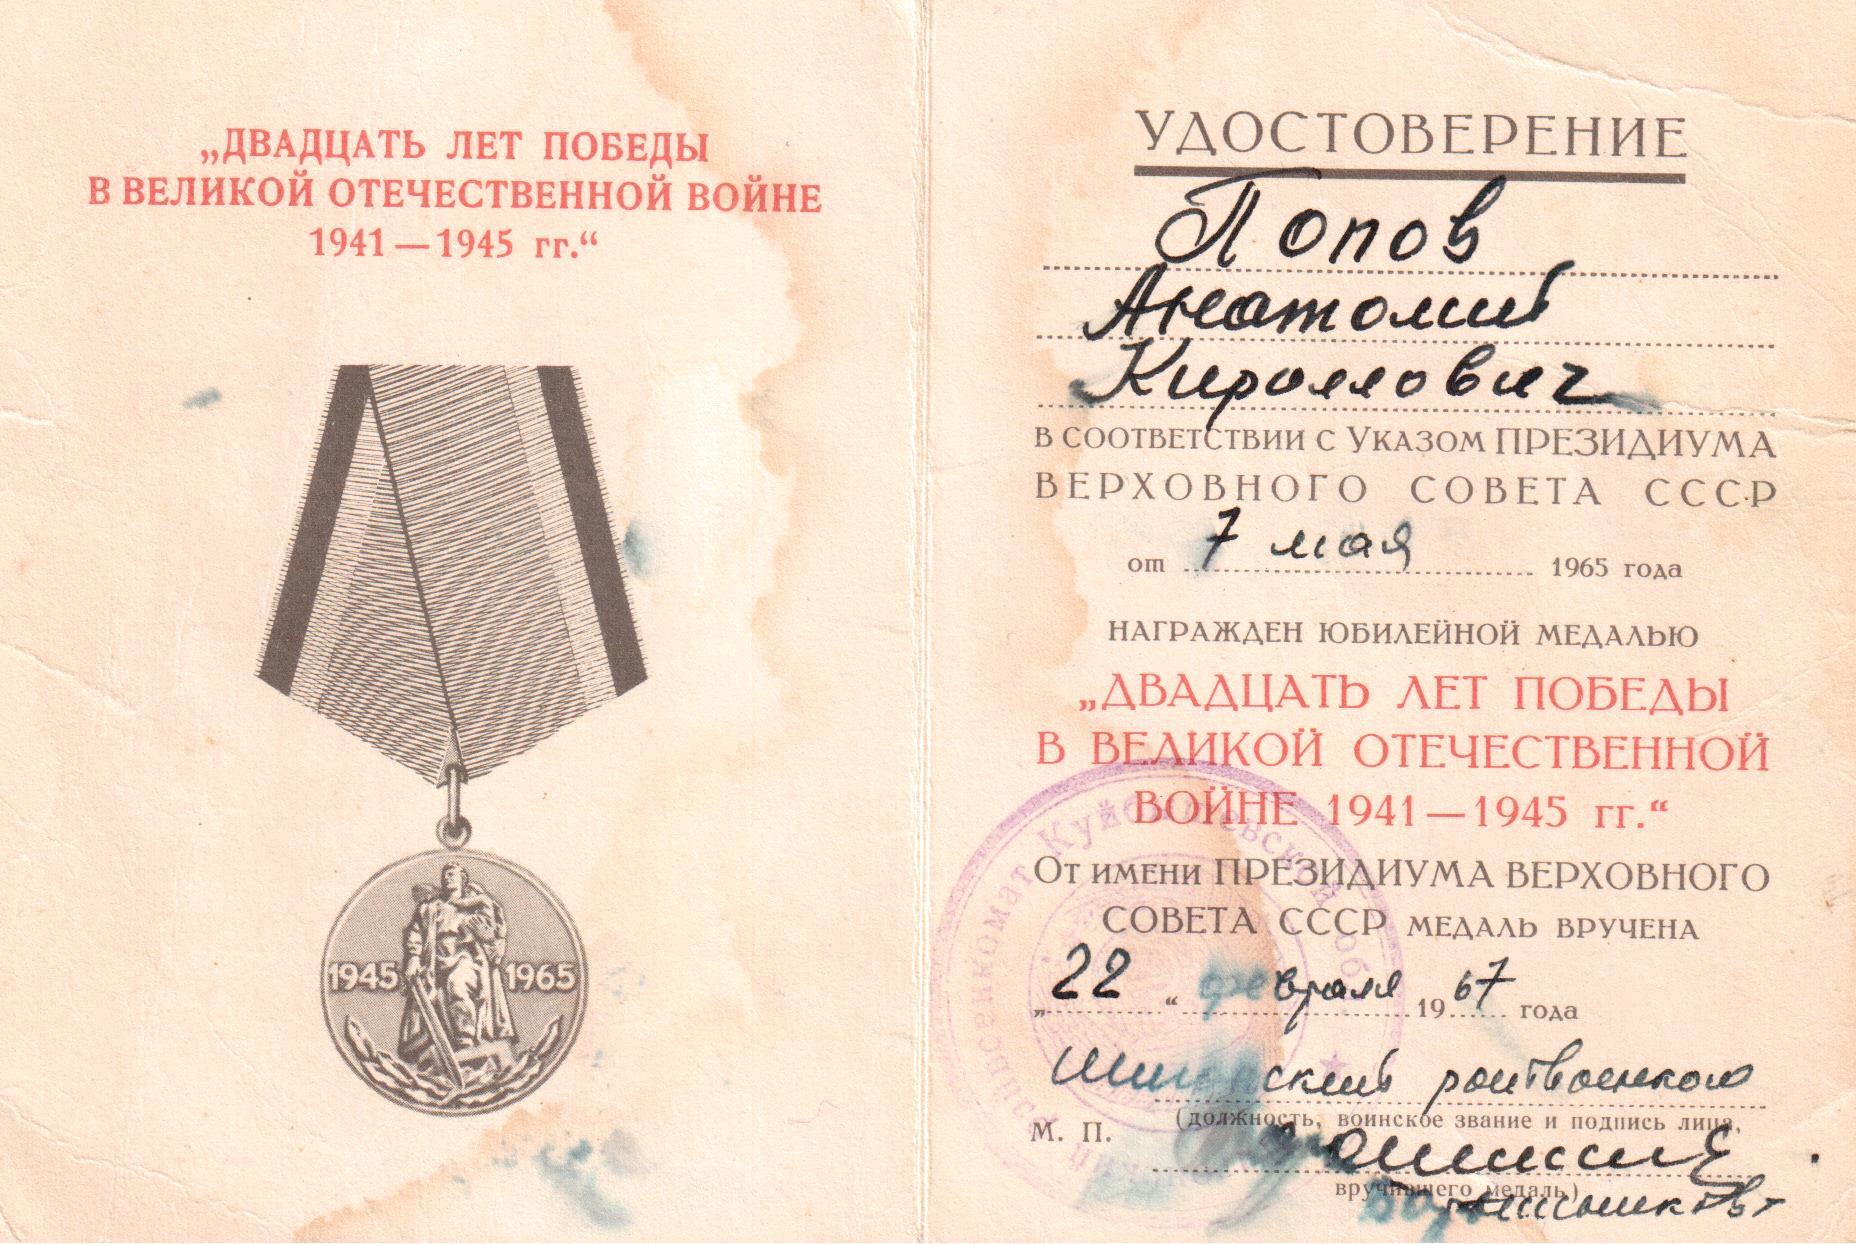 „ДВАДЦАТЬ ЛЕТ ПОБЕДЫ
В ВЕЛИКОЙ ОТЕЧЕСТВЕННОЙ ВОЙНЕ
1941—1945 гг.“
1945 1965
УДОСТОВЕРЕНИЕ
Попов
Анатолий
Кириллович
в соответствии с Указом ПРЕЗИДИУМА
ВЕРХОВНОГО СОВЕТА СССР
от 7 мая 1965 года
НАГРАЖДЕН ЮБИЛЕЙНОЙ МЕДАЛЬЮ
„ДВАДЦАТЬ ЛЕТ ПОБЕДЫ
В ВЕЛИКОЙ ОТЕЧЕСТВЕННОЙ
ВОЙНЕ 1941—1945 гг.“
От имени ПРЕЗИДИУМА ВЕРХОВНОГО
СОВЕТА СССР МЕДАЛЬ ВРУЧЕНА
„22“ февраля 1967 года
(должность, воинское звание и подпись лица,
М. П.
вручившего медаль)
Куйбышевской обл